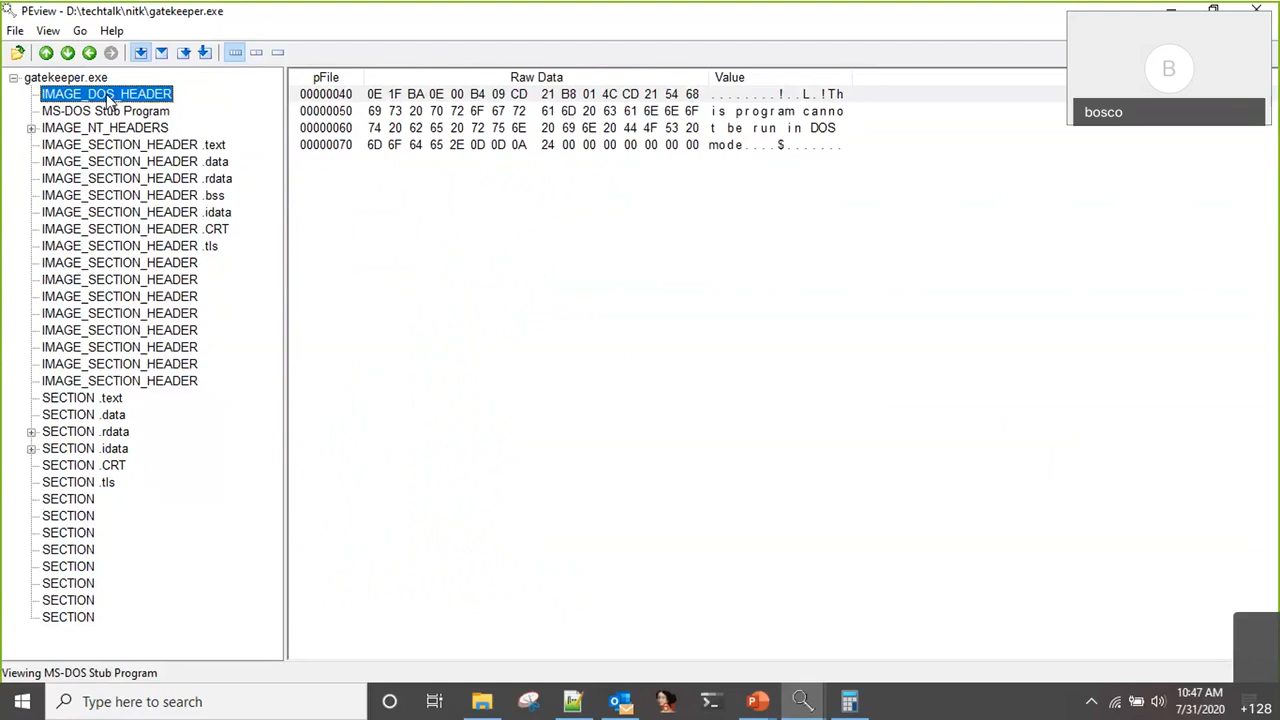 PEview - D:\techtalk\nitk\gatekeeper.exe
File View Go Help
gatekeeper.exe
IMAGE_DOS_HEADER
MS-DOS Stub Program
IMAGE_NT_HEADERS
IMAGE_SECTION_HEADER .text
IMAGE_SECTION_HEADER .data
IMAGE_SECTION_HEADER .rdata
IMAGE_SECTION_HEADER .bss
IMAGE_SECTION_HEADER .idata
IMAGE_SECTION_HEADER .CRT
IMAGE_SECTION_HEADER .tls
IMAGE_SECTION_HEADER
IMAGE_SECTION_HEADER
IMAGE_SECTION_HEADER
IMAGE_SECTION_HEADER
IMAGE_SECTION_HEADER
IMAGE_SECTION_HEADER
IMAGE_SECTION_HEADER
IMAGE_SECTION_HEADER
SECTION .text
SECTION .data
SECTION .rdata
SECTION .idata
SECTION .CRT
SECTION .tls
SECTION
SECTION
SECTION
SECTION
SECTION
SECTION
SECTION
SECTION
pFile Raw Data Value
00000040 0E 1F BA 0E 00 B4 09 CD 21 B8 01 4C CD 21 54 68 ........!..L.!Th
00000050 69 73 20 70 72 6F 67 72 61 6D 20 63 61 6E 6E 6F is program canno
00000060 74 20 62 65 20 72 75 6E 20 69 6E 20 44 4F 53 20 t be run in DOS
00000070 6D 6F 64 65 2E 0D 0D 0A 24 00 00 00 00 00 00 00 mode....$.......
B
bosco
Viewing MS-DOS Stub Program
Type here to search
10:47 AM
7/31/2020
+128